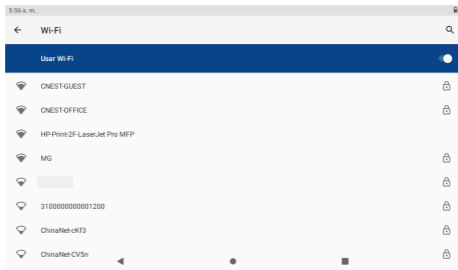 5:56 a. m.
Wi-Fi
Usar Wi-Fi
CNEST-GUEST
CNEST-OFFICE
HP-Print-2F-LaserJet Pro MFP
MG
3100000000001200
ChinaNet-cKf3
ChinaNet-CV5n